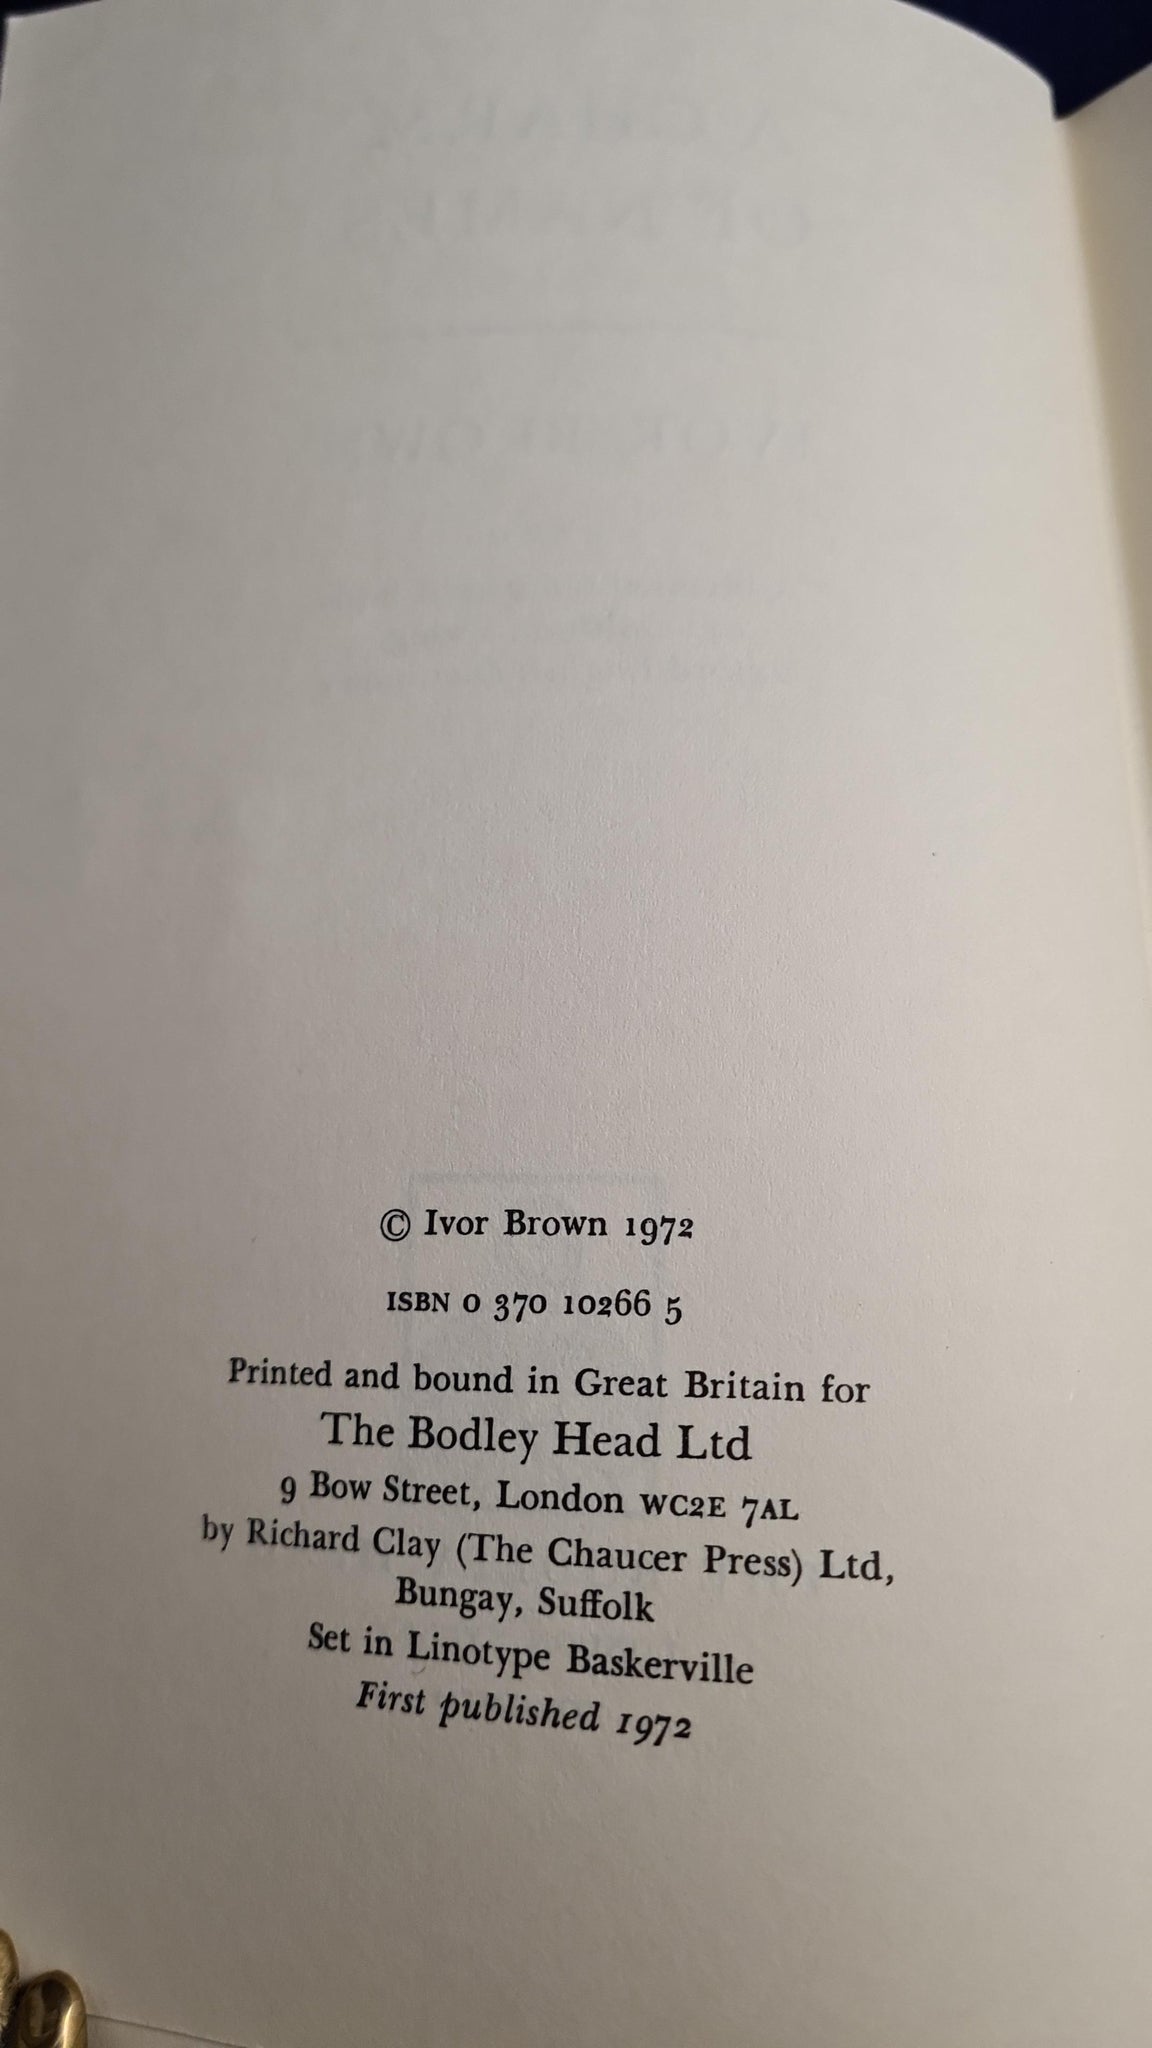 © Ivor Brown 1972
ISBN 0 370 10266 5
Printed and bound in Great Britain for
The Bodley Head Ltd
9 Bow Street, London WC2E 7AL
by Richard Clay (The Chaucer Press) Ltd,
Bungay, Suffolk
Set in Linotype Baskerville
First published 1972